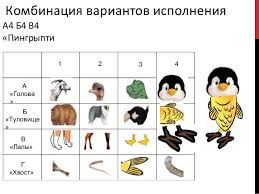 Комбинация вариантов исполнения
А4 Б4 В4
«Пингрыпти
1 2 3 4
А
«Голова
»
Б
«Туловище
»
В
«Лапы»
Г
«Хвост»